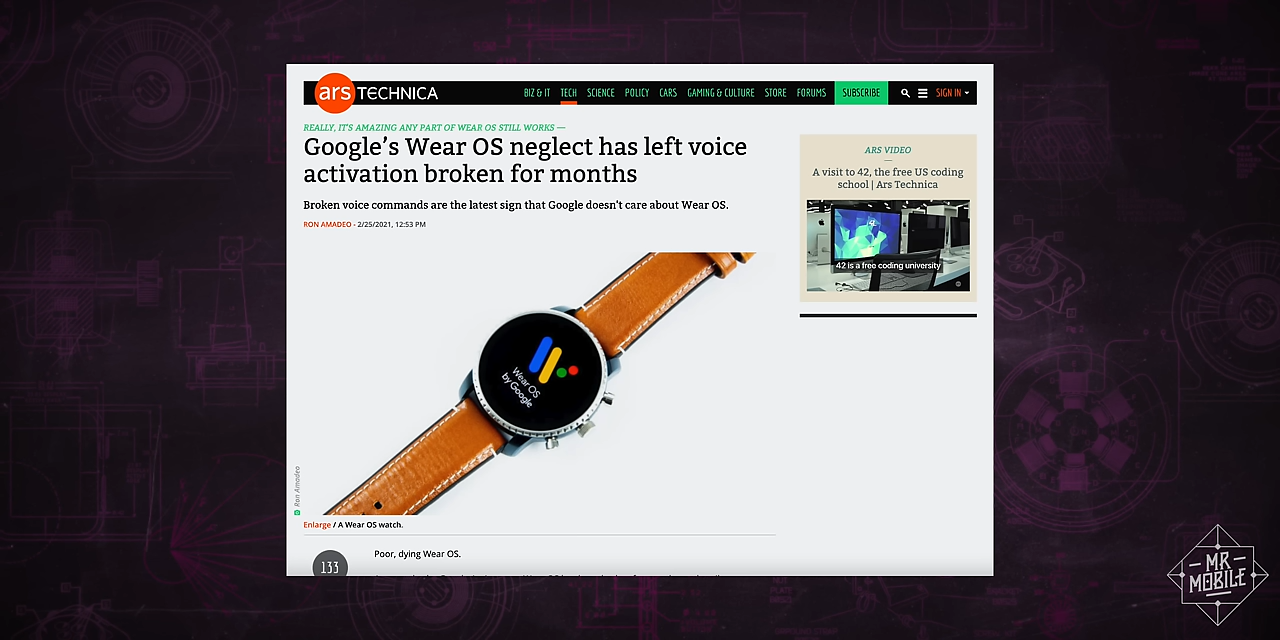 ars TECHNICA
BIZ & IT TECH SCIENCE POLICY CARS GAMING & CULTURE STORE FORUMS SUBSCRIBE SIGN IN
REALLY, IT'S AMAZING ANY PART OF WEAR OS STILL WORKS —
Google's Wear OS neglect has left voice
activation broken for months
Broken voice commands are the latest sign that Google doesn't care about Wear OS.
RON AMADEO - 2/25/2021, 12:53 PM
Wear OS
by Google
Ron Amadeo
Enlarge / A Wear OS watch.
133
Poor, dying Wear OS.
ARS VIDEO
A visit to 42, the free US coding
school | Ars Technica
42 is a free coding university
MR
MOBILE